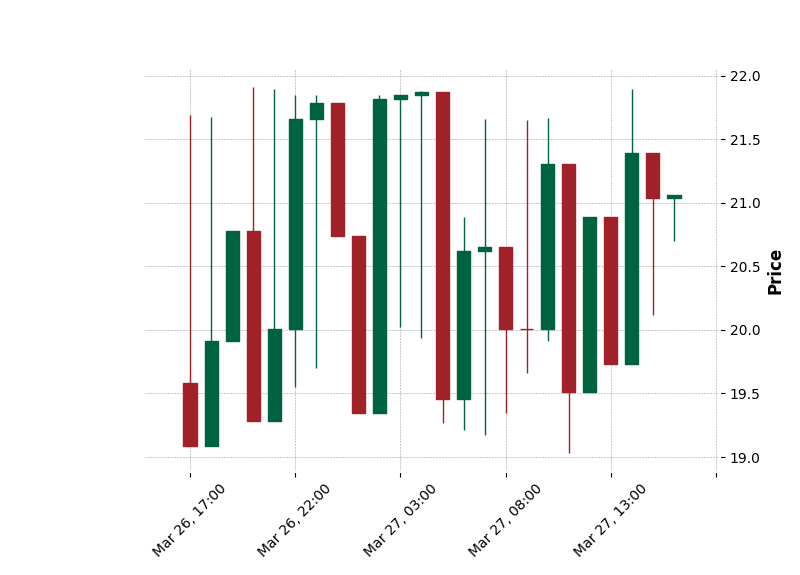 22.0
21.5
21.0
20.5
20.0
19.5
19.0
Price
Mar 26, 17:00
Mar 26, 22:00
Mar 27, 03:00
Mar 27, 08:00
Mar 27, 13:00